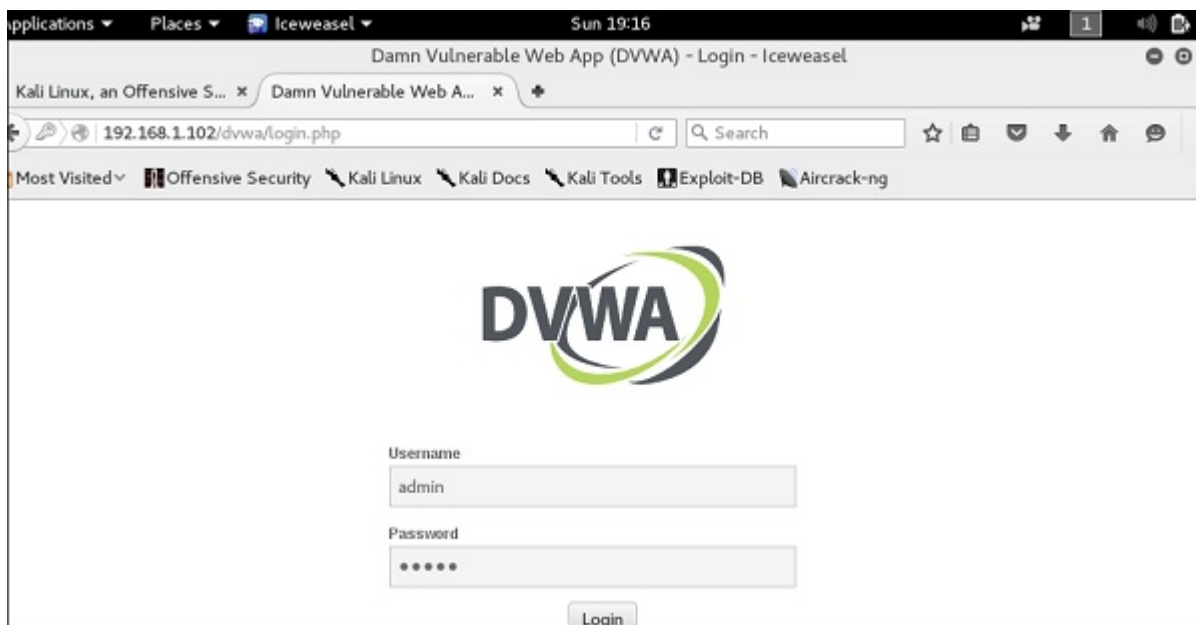 pplications Places Iceweasel Sun 19:16 1
Damn Vulnerable Web App (DVWA) - Login - Iceweasel
Kali Linux, an Offensive S... Damn Vulnerable Web A...
192.168.1.102/dvwa/login.php Search
Most Visited Offensive Security Kali Linux Kali Docs Kali Tools Exploit-DB Aircrack-ng
DVWA
Username
admin
Password
•••••
Login